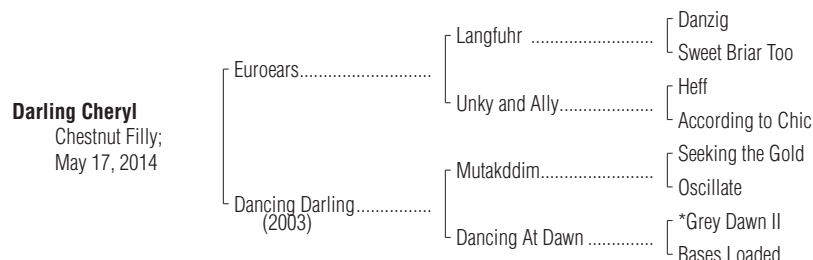 Danzig
Langfuhr ............................
Sweet Briar Too
Euroears..............................
Heff
Unky and Ally.....................
According to Chic
Darling Cheryl
Chestnut Filly;
May 17, 2014
Seeking the Gold
Mutakddim.........................
Oscillate
Dancing Darling.................
(2003)
*Grey Dawn II
Dancing At Dawn ...............
Bases Loaded